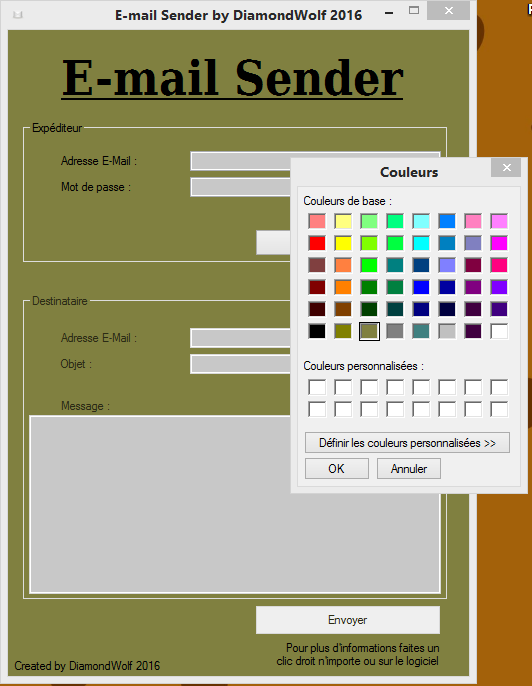 E-mail Sender by DiamondWolf 2016
E-mail Sender
Expéditeur
Adresse E-Mail :
Mot de passe :
Destinataire
Adresse E-Mail :
Objet :
Message :
Envoyer
Pour plus d'informations faites un
clic droit n'importe ou sur le logiciel
Created by DiamondWolf 2016
Couleurs
Couleurs de base :
Couleurs personnalisées :
Définir les couleurs personnalisées >>
OK
Annuler